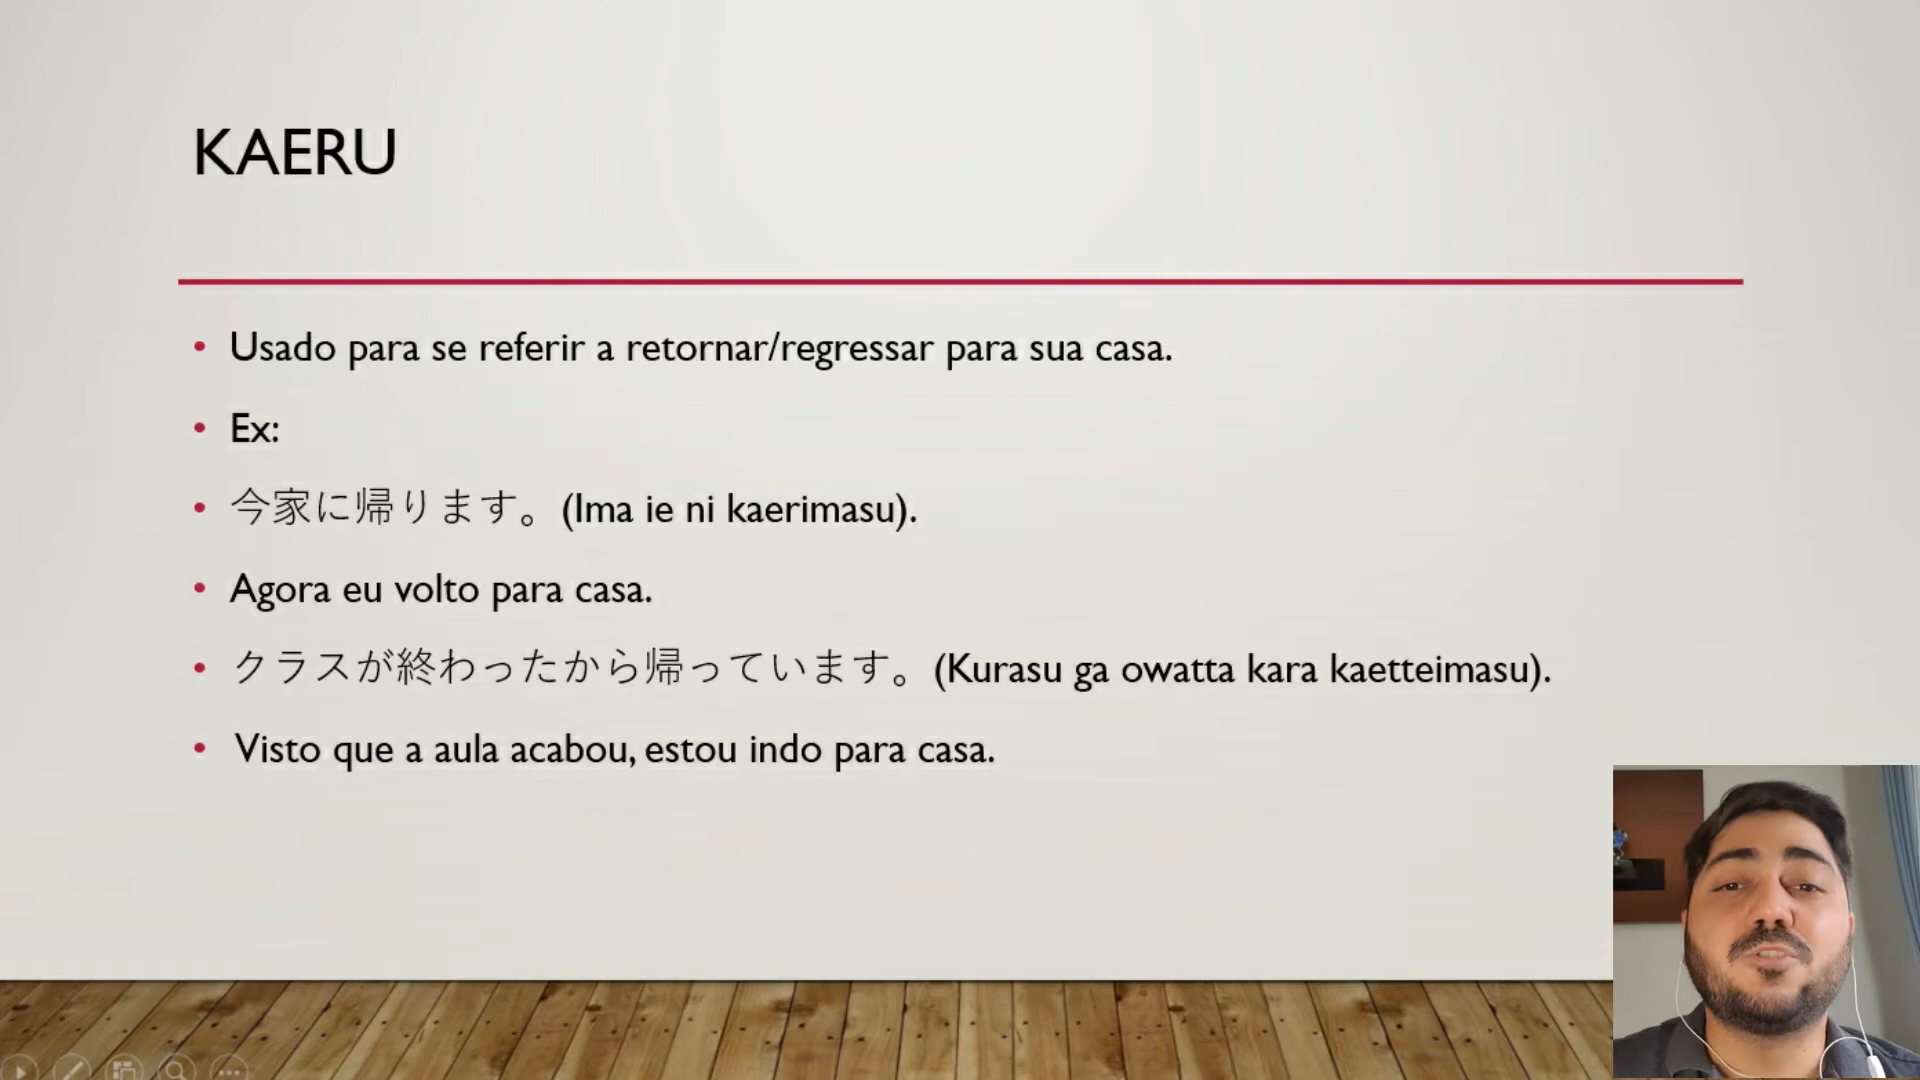 KAERU
• Usado para se referir a retornar/regressar para sua casa.
• Ex:
• 今家に帰ります。(Ima ie ni kaerimasu).
• Agora eu volto para casa.
• クラスが終わったから帰っています。(Kurasu ga owatta kara kaetteimasu).
• Visto que a aula acabou, estou indo para casa.